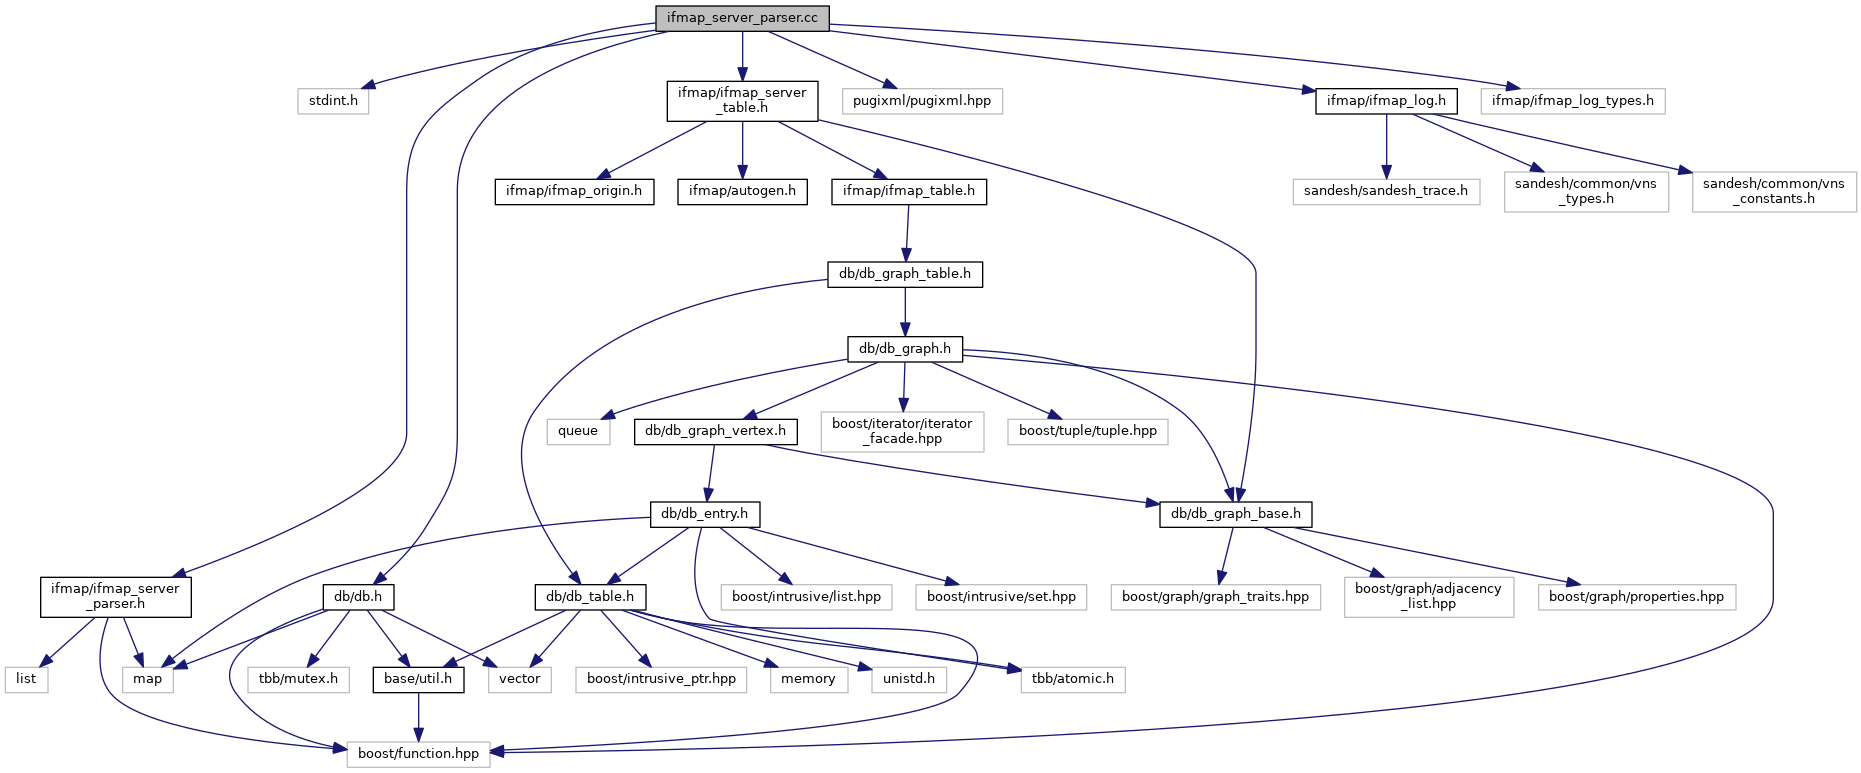 ifmap_server_parser.cc
stdint.h
ifmap/ifmap_server
_table.h
pugixml/pugixml.hpp
ifmap/ifmap_log.h
ifmap/ifmap_log_types.h
ifmap/ifmap_origin.h
ifmap/autogen.h
ifmap/ifmap_table.h
sandesh/sandesh_trace.h
sandesh/common/vns
_types.h
sandesh/common/vns
_constants.h
db/db_graph_table.h
db/db_graph.h
queue
db/db_graph_vertex.h
boost/iterator/iterator
_facade.hpp
boost/tuple/tuple.hpp
db/db_entry.h
db/db_graph_base.h
ifmap/ifmap_server
_parser.h
db/db.h
db/db_table.h
boost/intrusive/list.hpp
boost/intrusive/set.hpp
boost/graph/graph_traits.hpp
boost/graph/adjacency
_list.hpp
boost/graph/properties.hpp
list
map
tbb/mutex.h
base/util.h
vector
boost/intrusive_ptr.hpp
memory
unistd.h
tbb/atomic.h
boost/function.hpp